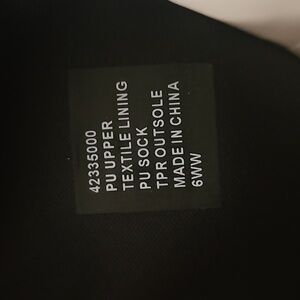 42335000
PU UPPER
TEXTILE LINING
PU SOCK
TPR OUTSOLE
MADE IN CHINA
6WW